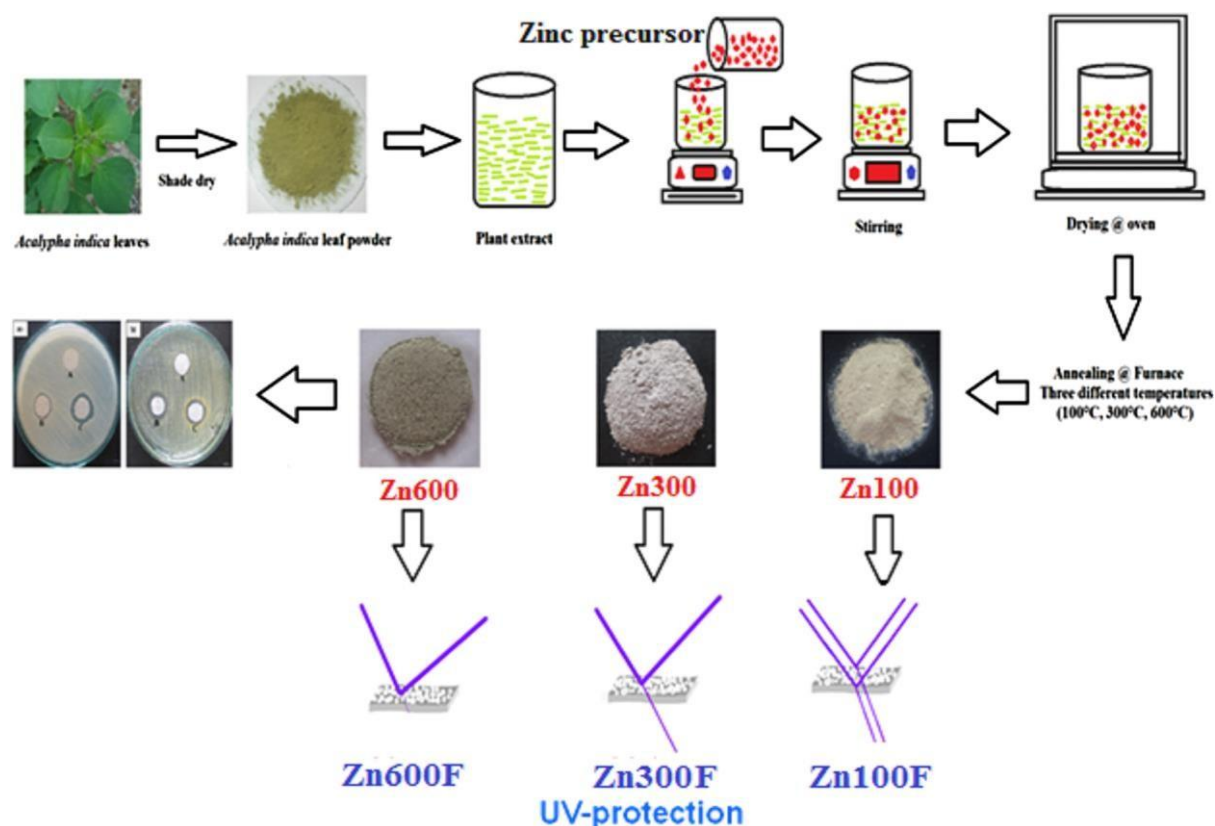 Zinc precursor
Shade dry
Acalypha indica leaves
Acalypha indica leaf powder
Plant extract
Stirring
Drying @ oven
Annealing @ Furnace
Three different temperatures
(100°C, 300°C, 600°C)
Zn600
Zn300
Zn100
Zn600F
Zn300F
Zn100F
UV-protection